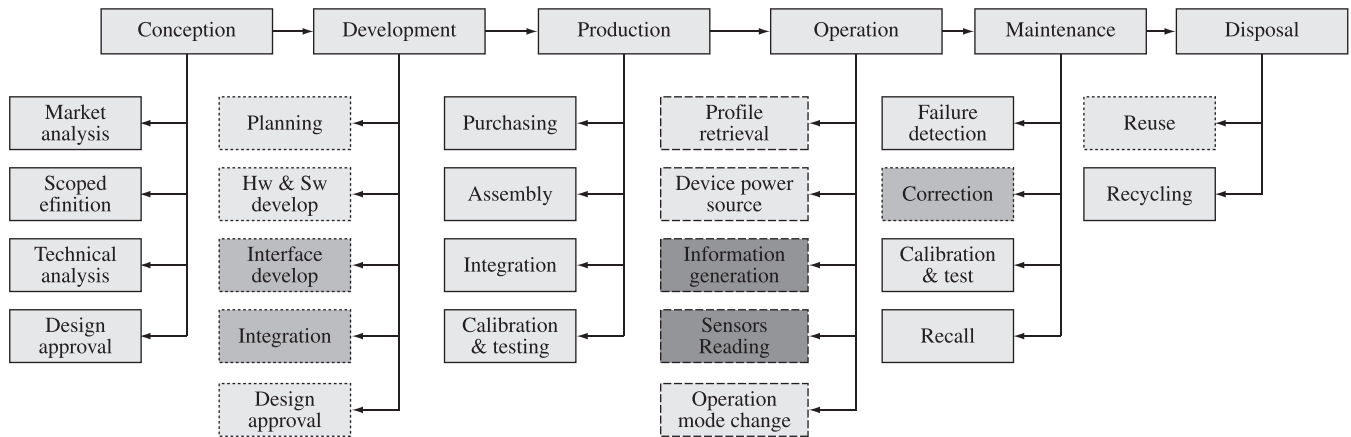 Conception
Development
Production
Operation
Maintenance
Disposal
Market
analysis
Scoped
efinition
Technical
analysis
Design
approval
Planning
Hw & Sw
develop
Interface
develop
Integration
Design
approval
Purchasing
Assembly
Integration
Calibration
& testing
Profile
retrieval
Device power
source
Information
generation
Sensors
Reading
Operation
mode change
Failure
detection
Correction
Calibration
& test
Recall
Reuse
Recycling